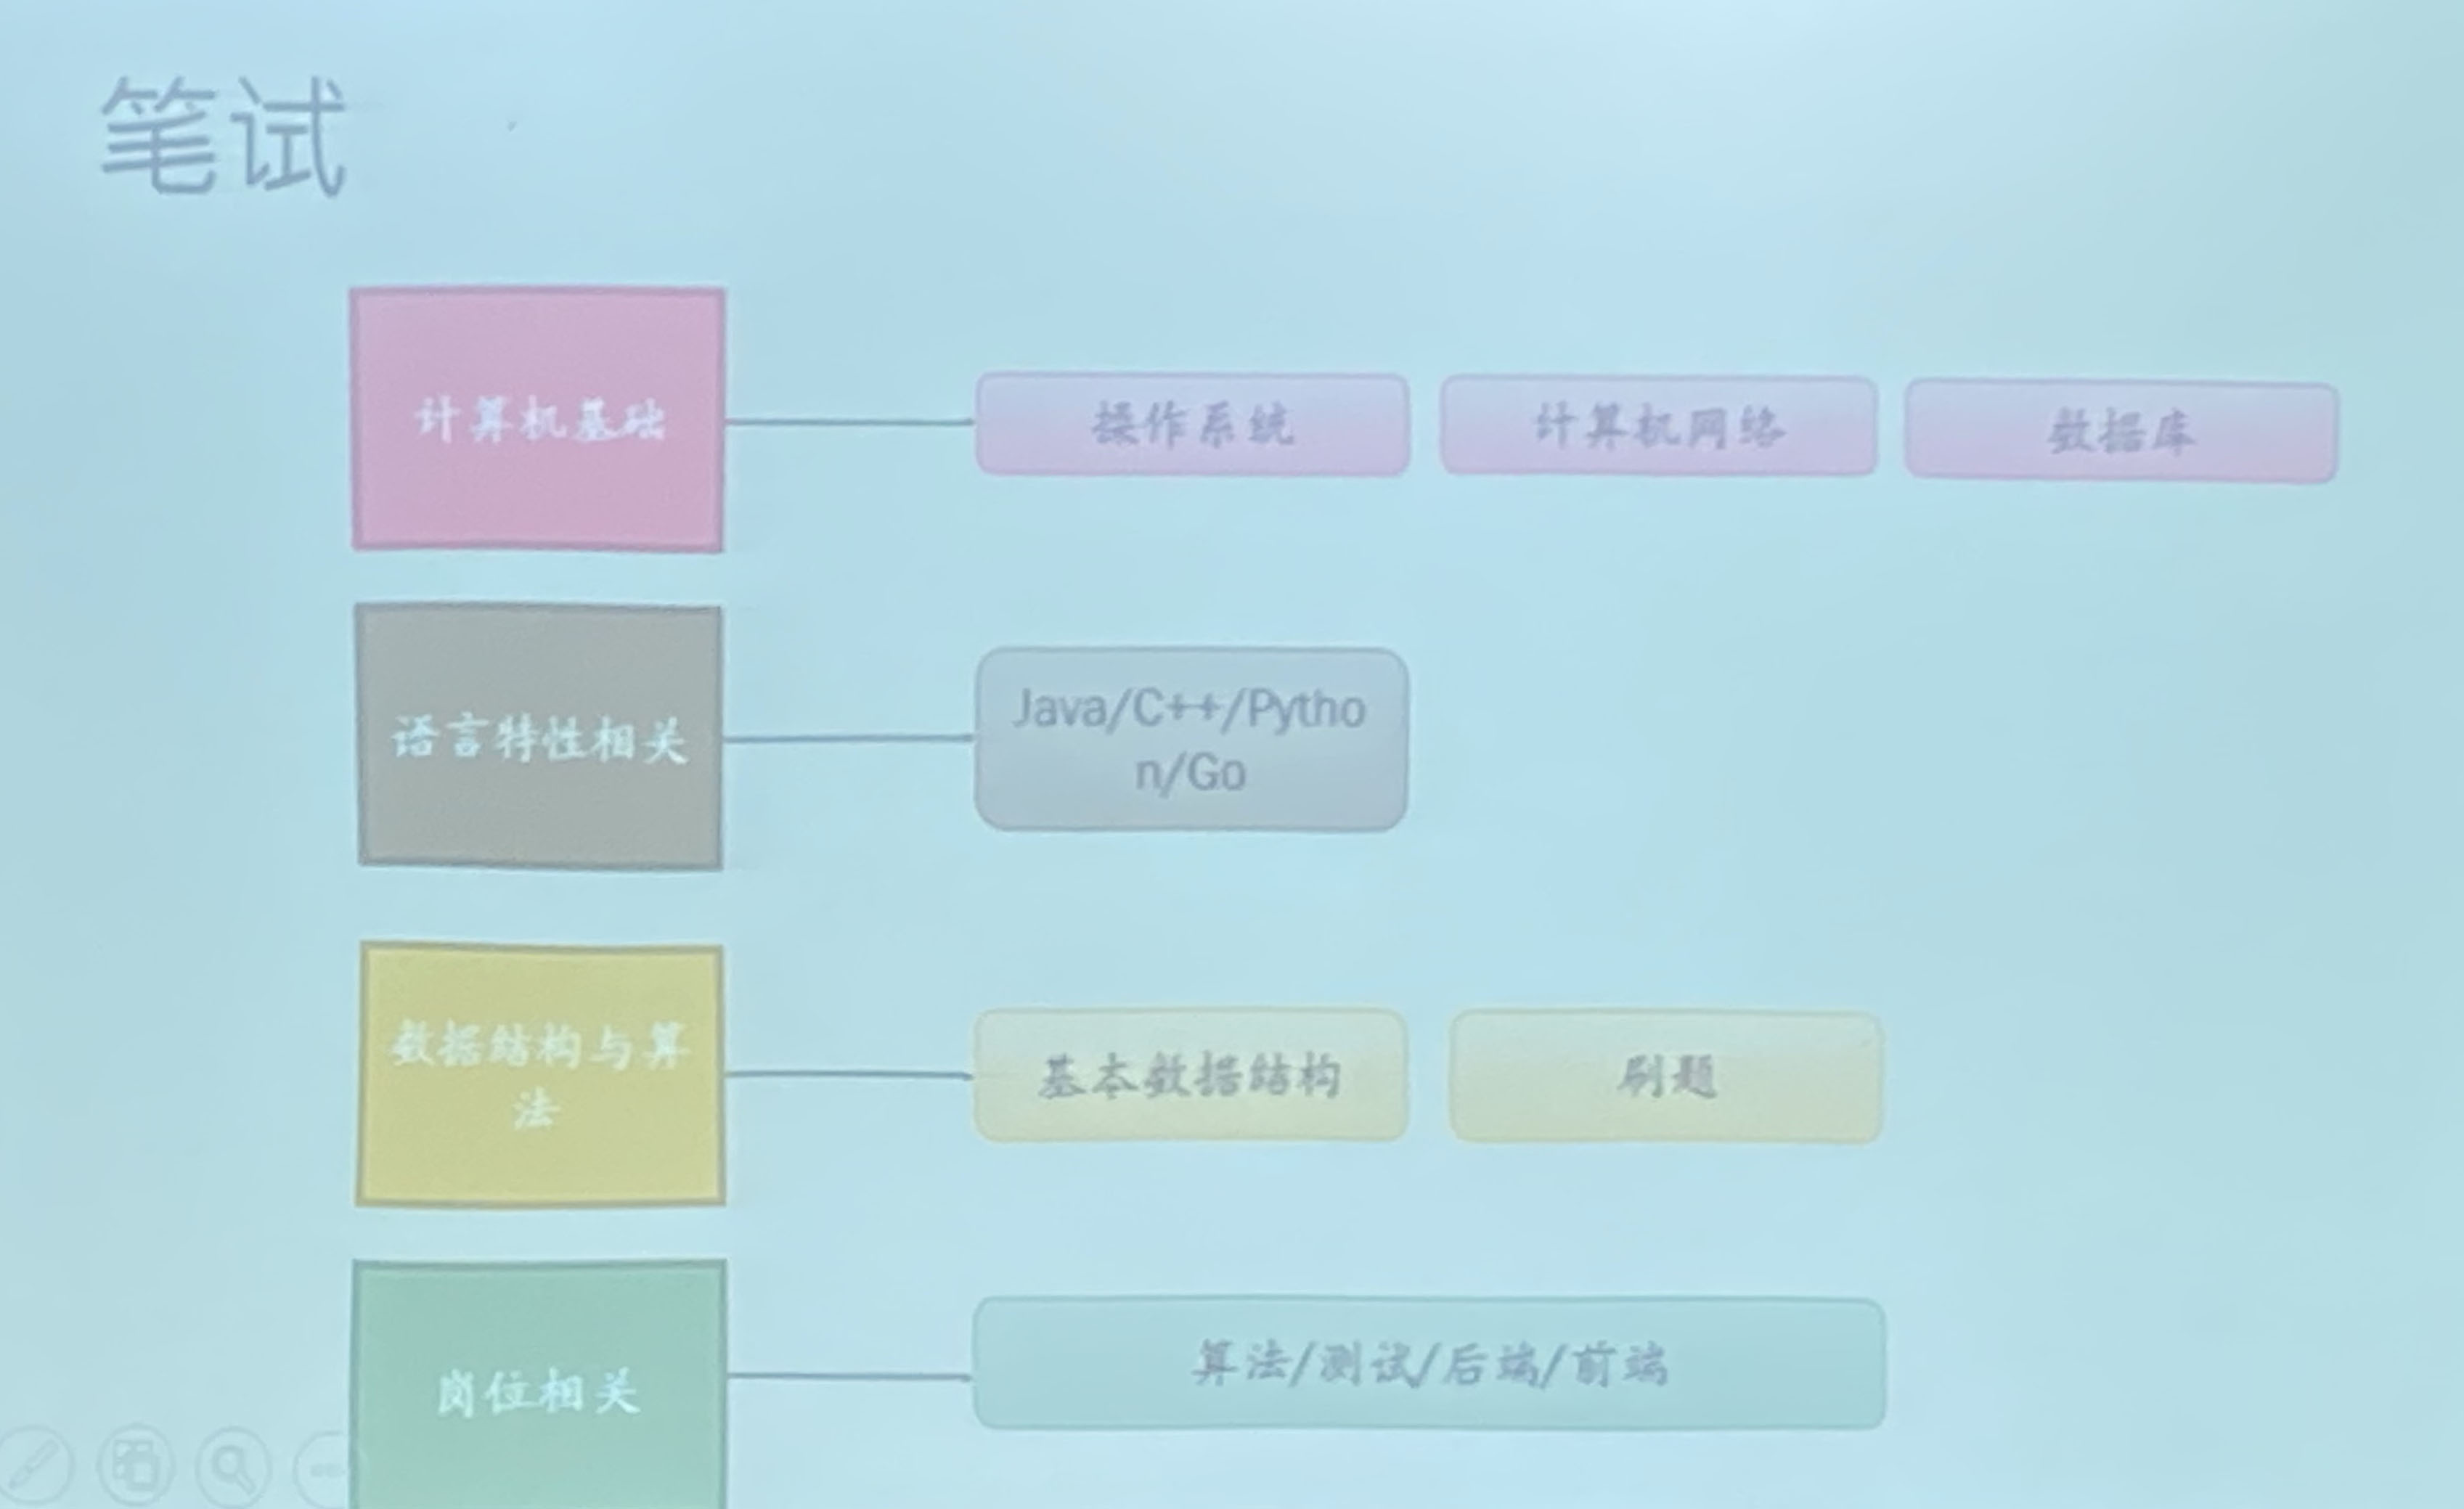 笔试
计算机基础
操作系统
计算机网络
数据库
语言特性相关
Java/C++/Pytho
n/Go
数据结构与算
法
基本数据结构
刷题
岗位相关
算法/测试/后端/前端